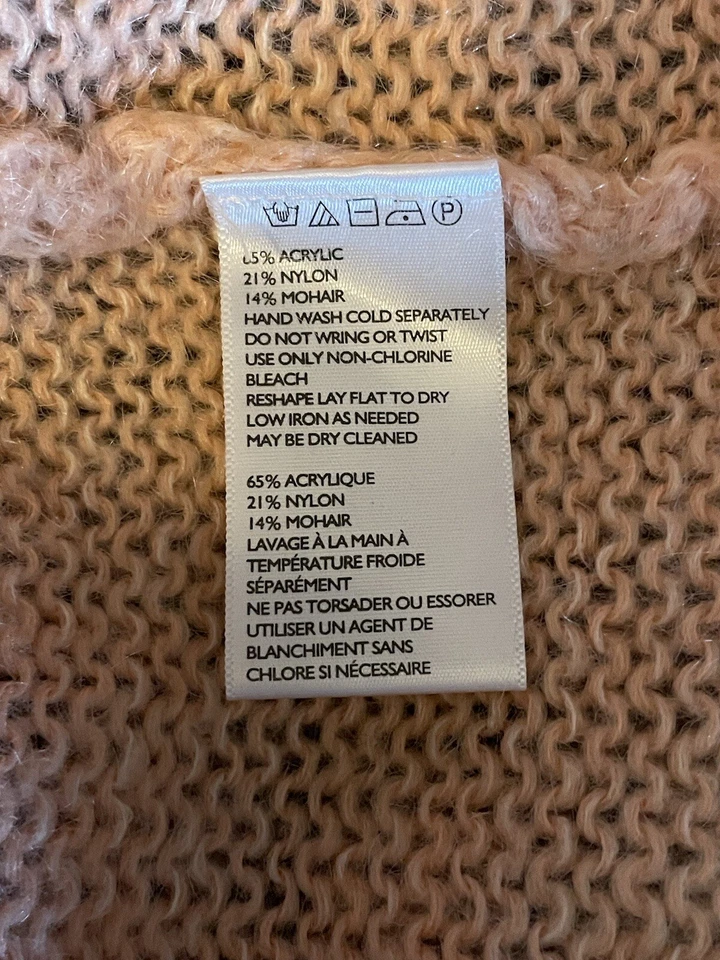 P
65% ACRYLIC
21% NYLON
14% MOHAIR
HAND WASH COLD SEPARATELY
DO NOT WRING OR TWIST
USE ONLY NON-CHLORINE
BLEACH
RESHAPE LAY FLAT TO DRY
LOW IRON AS NEEDED
MAY BE DRY CLEANED
65% ACRYLIQUE
21% NYLON
14% MOHAIR
LAVAGE À LA MAIN À
TEMPÉRATURE FROIDE
SÉPARÉMENT
NE PAS TORSADER OU ESSORER
UTILISER UN AGENT DE
BLANCHIMENT SANS
CHLORE SI NÉCESSAIRE